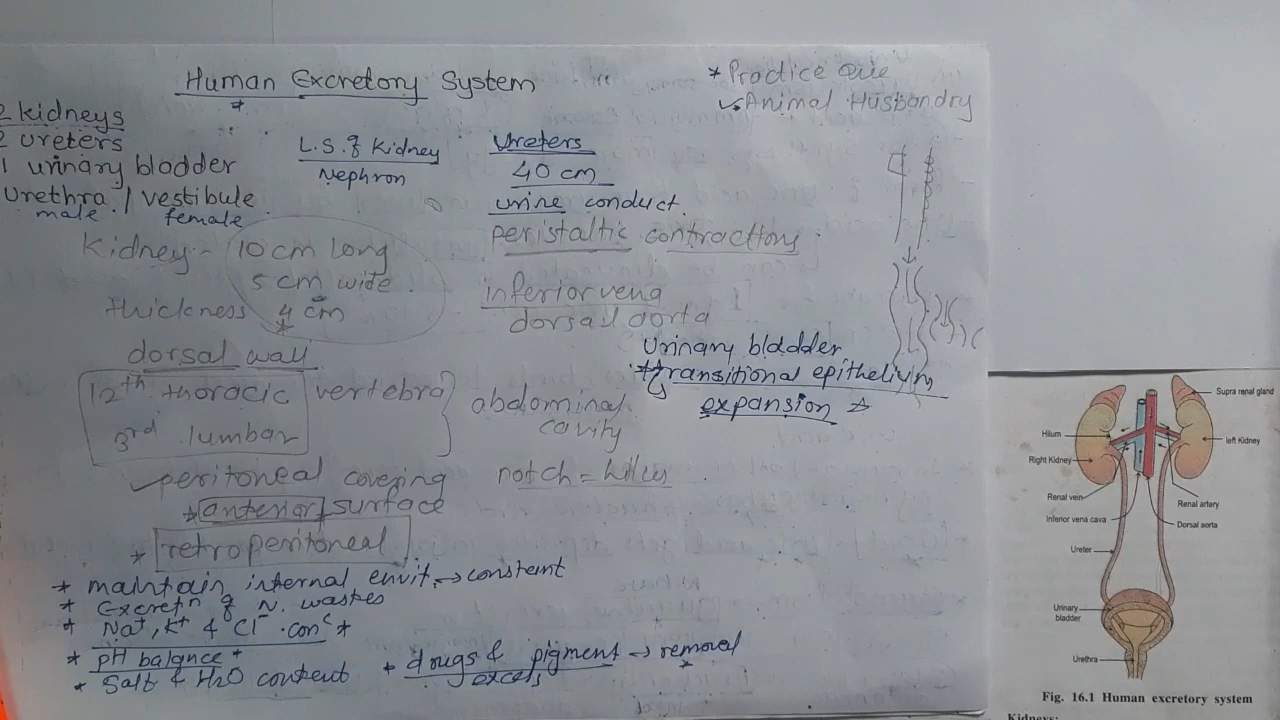 Human Excretory System
*
* Practice Que
Animal Husbandry
2 kidneys
2 ureters
1 urinary bladder
Urethra / vestibule
male female
L.S. of Kidney
Nephron
Ureters
40 cm
urine conduct.
peristaltic contractions
Kidney - 10 cm long
5 cm wide.
thickness 4 cm
*
inferior vena
dorsal aorta
Urinary bladder
* transitional epithelium
expansion
dorsal wall
12th thoracic vertebra
3rd lumbar
abdominal
cavity
peritoneal covering
* anterior surface
notch = hilus
* retroperitoneal
* maintain internal envit. → constent
* Excretn of N. wastes
* Na+, K+ & Cl- conc *
* pH balance *
* Salt & H2O content
* drugs & pigment → removal
excess *
Supra renal gland
Hilum
left Kidney
Right Kidney
Renal vein
Renal artery
Inferior vena cava
Dorsal aorta
Ureter
Urinary
bladder
Urethra
Fig. 16.1 Human excretory system
Kidneys: